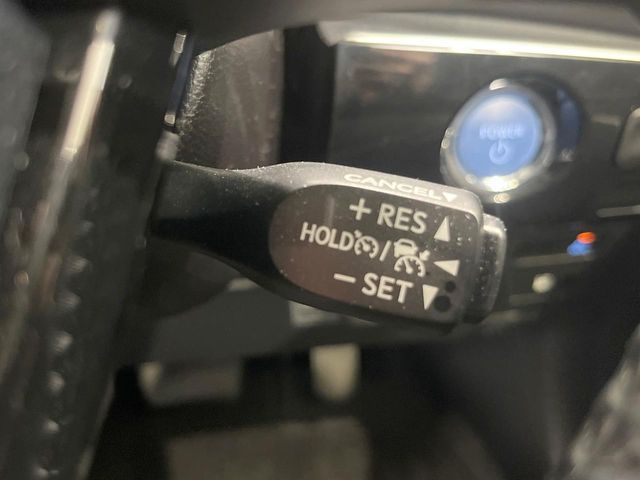 CANCEL▼
+ RES ▲
HOLD / ◀
− SET ▼
POWER